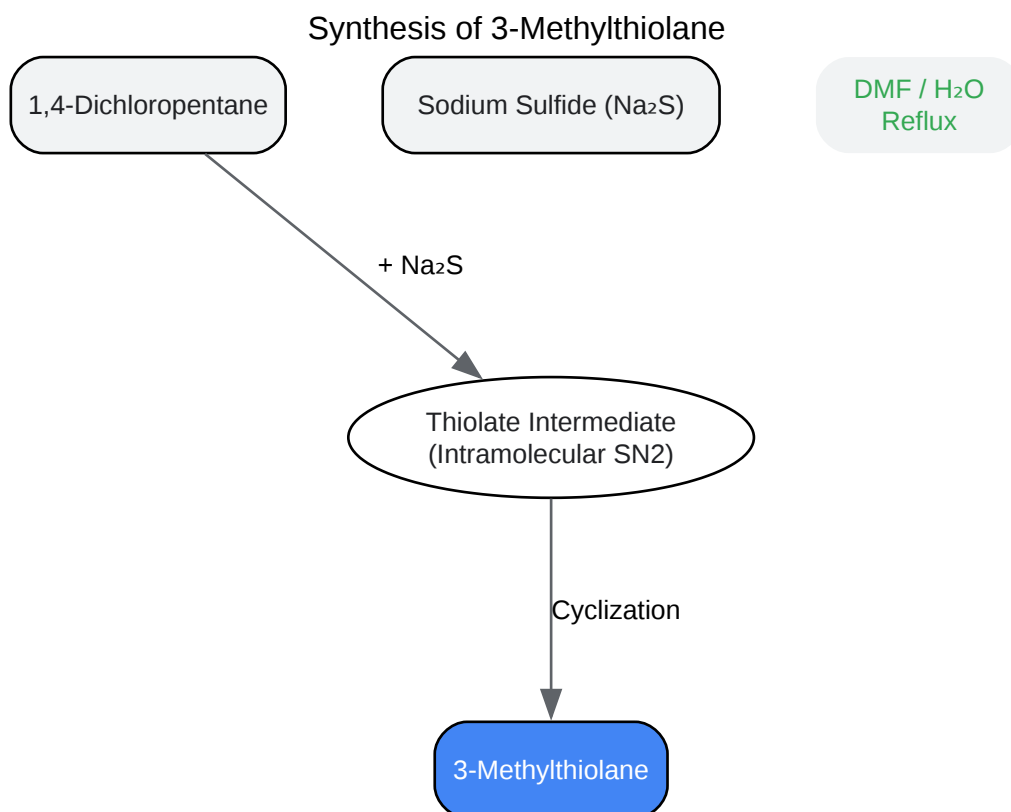 Synthesis of 3-Methylthiolane
1,4-Dichloropentane
Sodium Sulfide (Na₂S)
DMF / H₂O
Reflux
+ Na₂S
Thiolate Intermediate
(Intramolecular SN2)
Cyclization
3-Methylthiolane